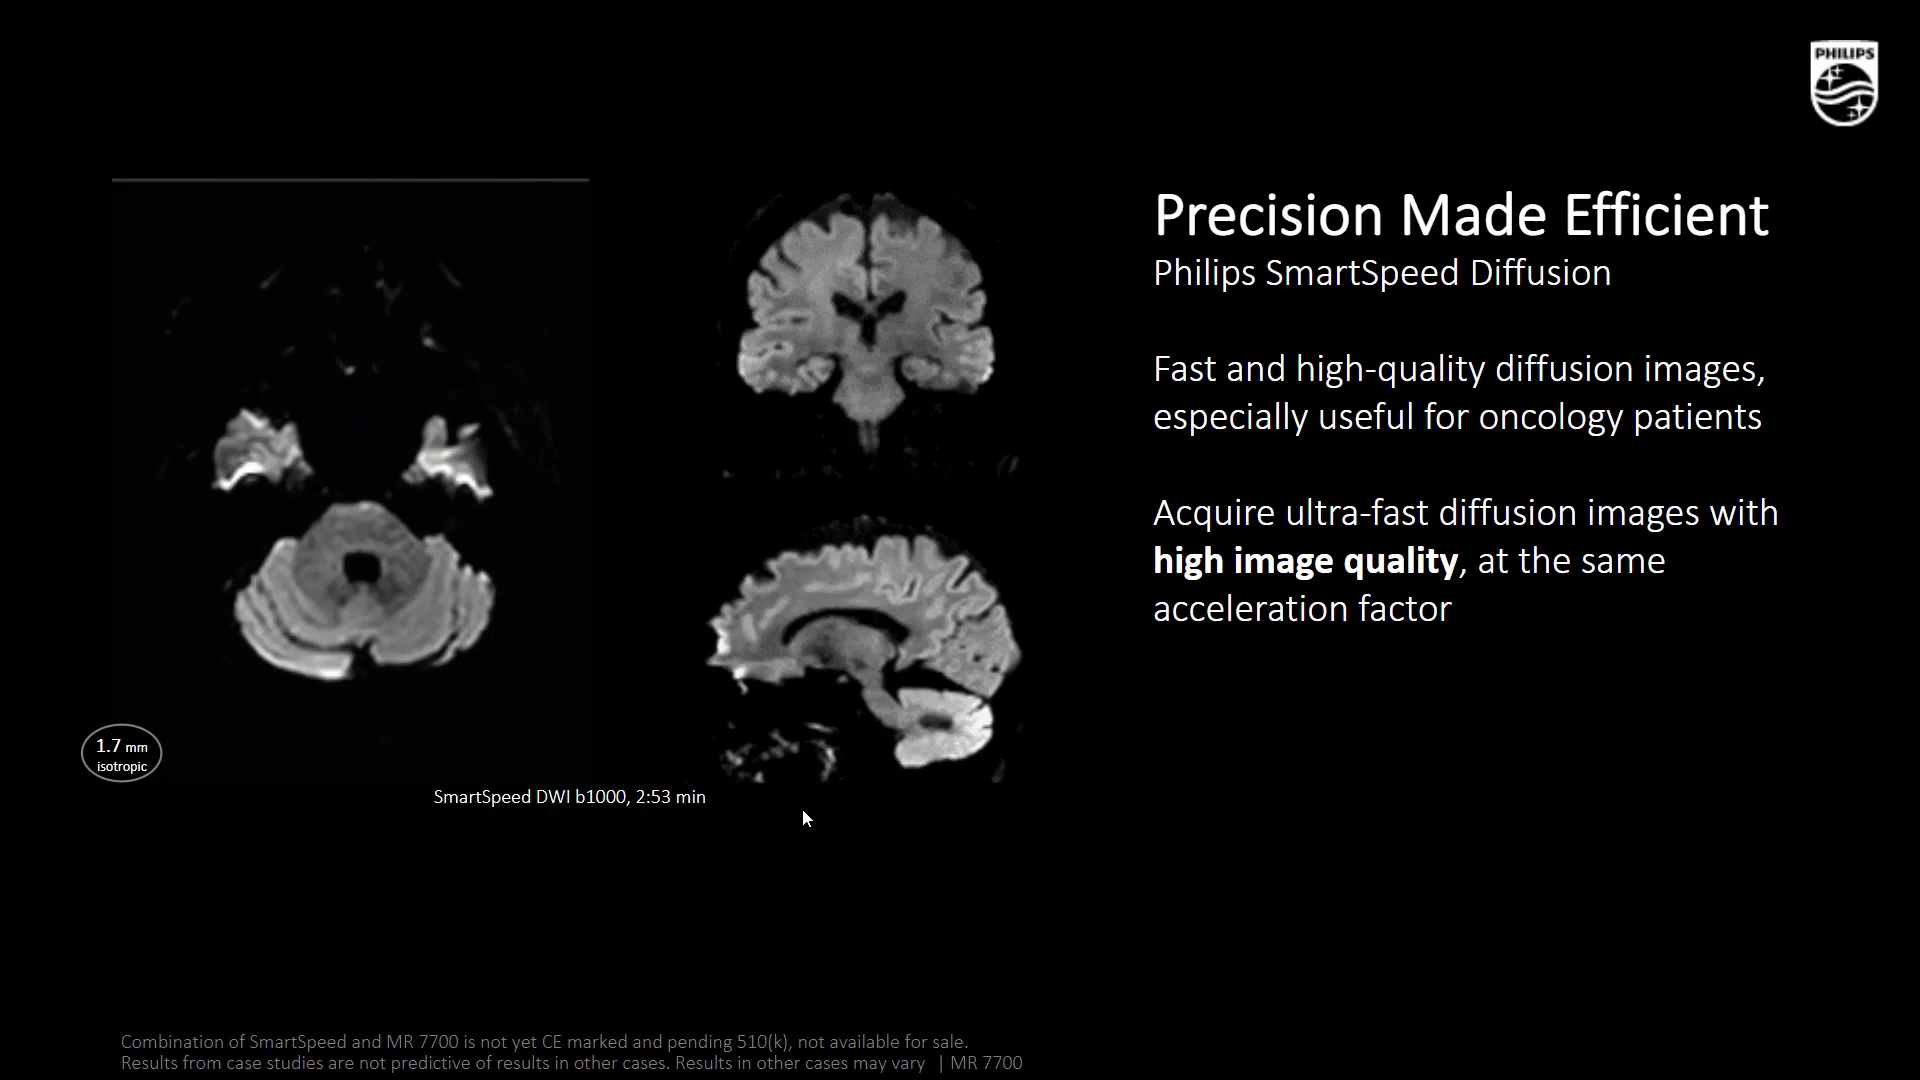 PHILIPS
Precision Made Efficient
Philips SmartSpeed Diffusion
Fast and high-quality diffusion images,
especially useful for oncology patients
Acquire ultra-fast diffusion images with
high image quality, at the same
acceleration factor
1.7 mm
isotropic
SmartSpeed DWI b1000, 2:53 min
Combination of SmartSpeed and MR 7700 is not yet CE marked and pending 510(k), not available for sale.
Results from case studies are not predictive of results in other cases. Results in other cases may vary | MR 7700